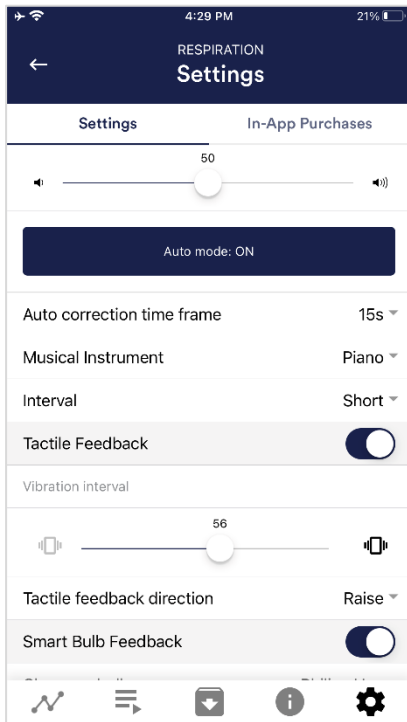 4:29 PM
21%
RESPIRATION
Settings
Settings In-App Purchases
50
Auto mode: ON
Auto correction time frame 15s
Musical Instrument Piano
Interval Short
Tactile Feedback
Vibration interval
56
Tactile feedback direction Raise
Smart Bulb Feedback